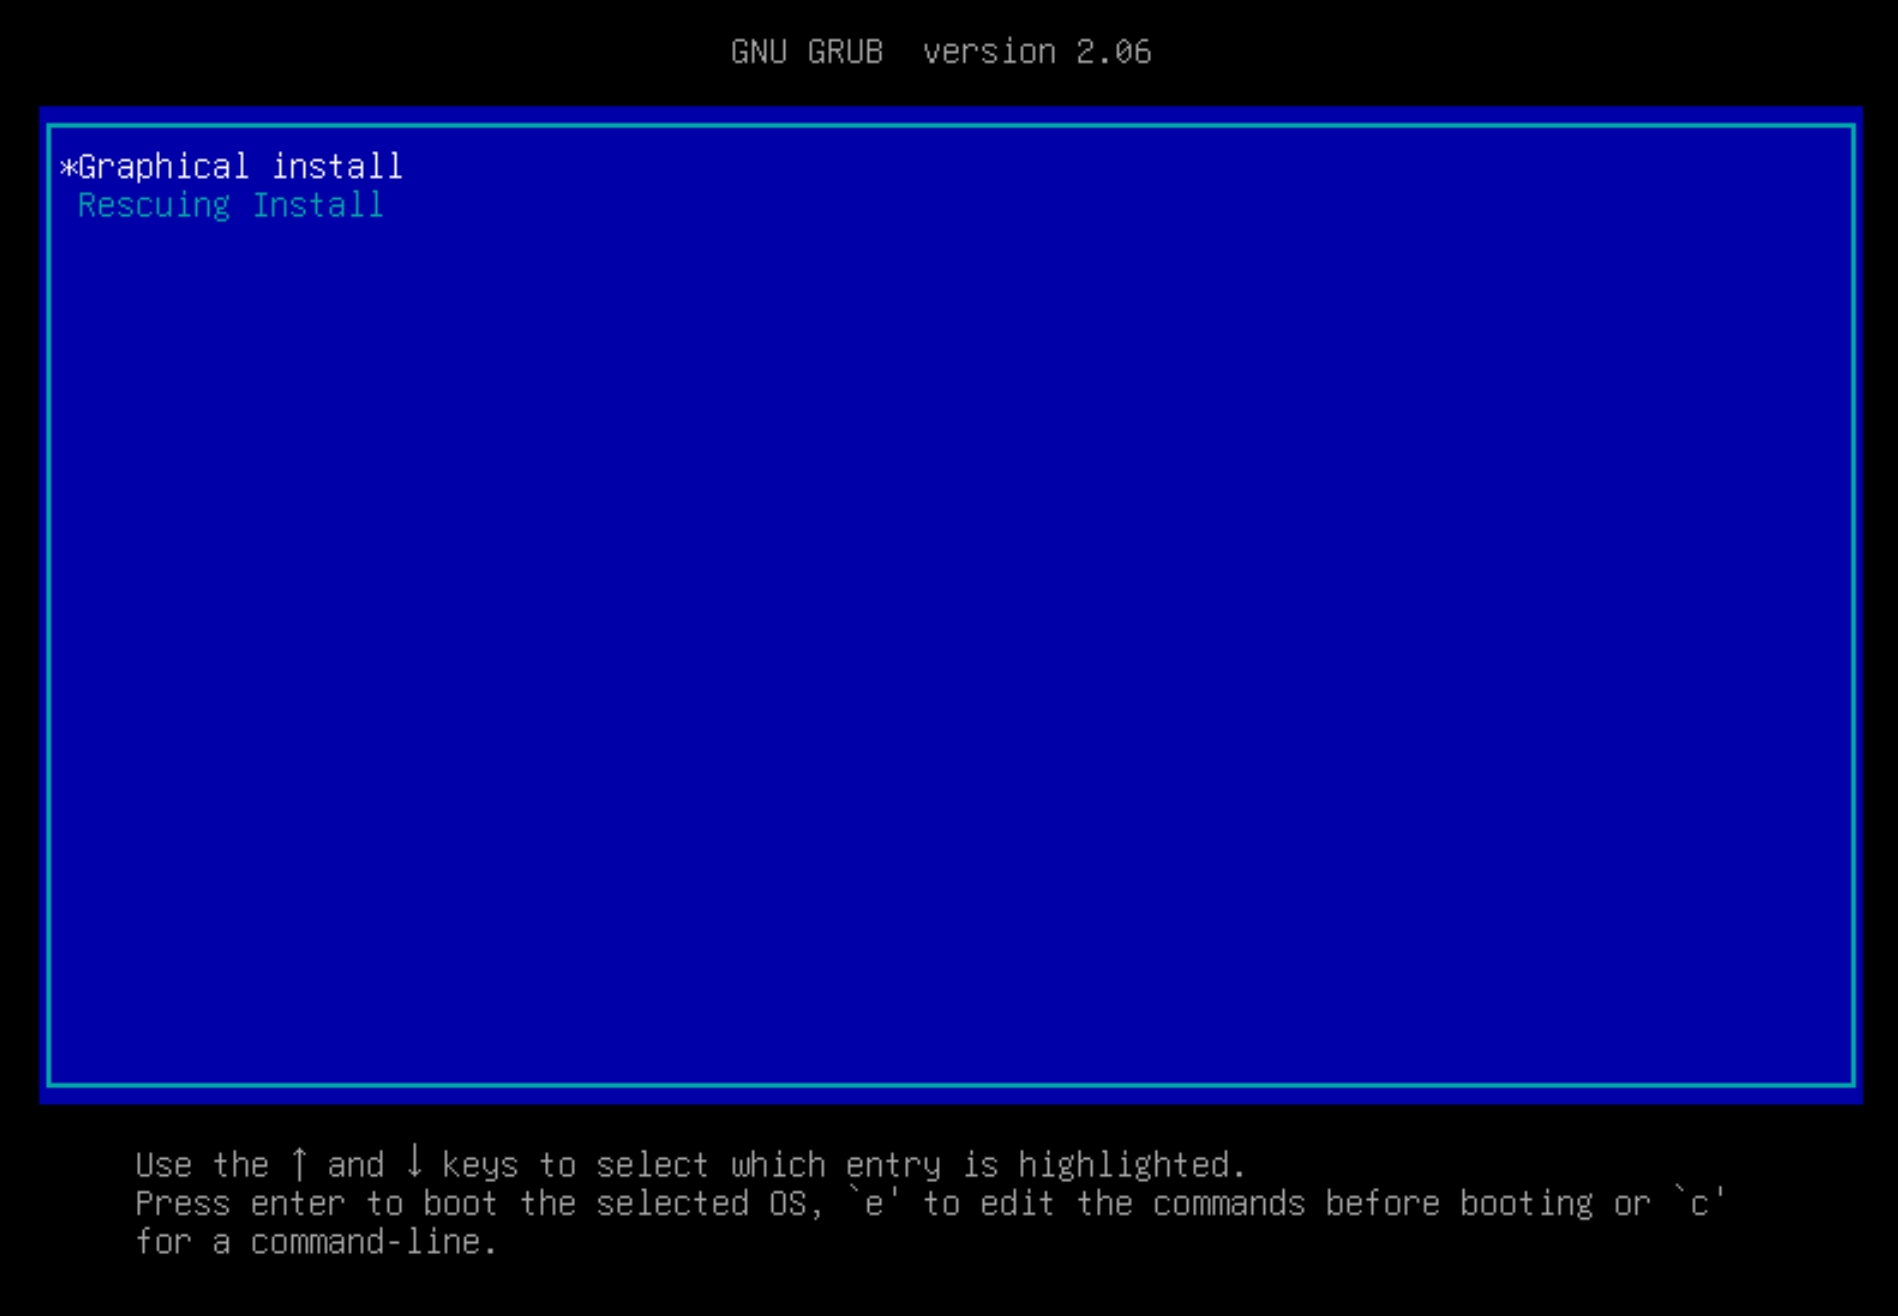 GNU GRUB  version 2.06
*Graphical install
Rescuing Install
Use the ↑ and ↓ keys to select which entry is highlighted.
Press enter to boot the selected OS, `e' to edit the commands before booting or `c'
for a command-line.